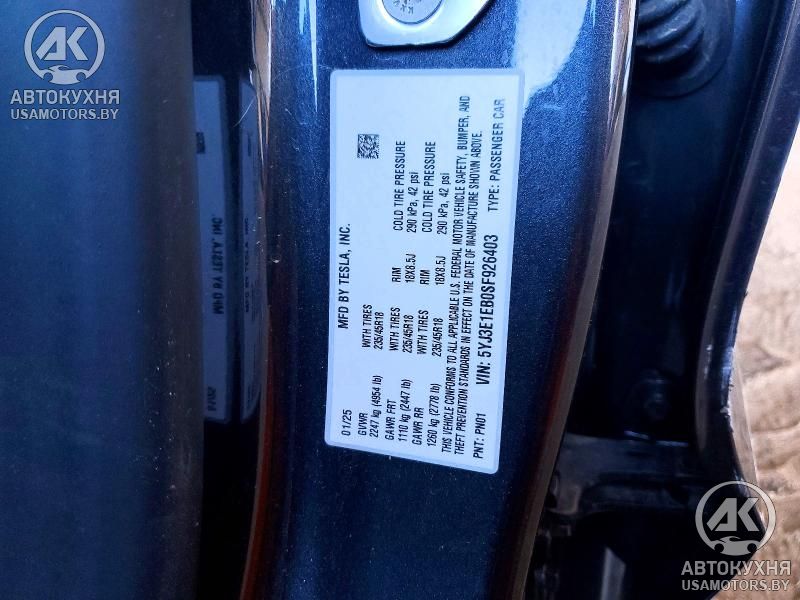 АК
АВТОКУХНЯ
USAMOTORS.BY
MFD BY TESLA, INC.
01/25
GVWR
2247 kg (4954 lb)
GAWR FRT WITH TIRES RIM COLD TIRE PRESSURE
1110 kg (2447 lb) 235/45R18 18X8.5J 290 kPa, 42 psi
GAWR RR WITH TIRES RIM COLD TIRE PRESSURE
1260 kg (2778 lb) 235/45R18 18X8.5J 290 kPa, 42 psi
THIS VEHICLE CONFORMS TO ALL APPLICABLE U.S. FEDERAL MOTOR VEHICLE SAFETY, BUMPER, AND
THEFT PREVENTION STANDARDS IN EFFECT ON THE DATE OF MANUFACTURE SHOWN ABOVE.
PNT: PN01 VIN: 5YJ3E1EB0SF926403 TYPE: PASSENGER CAR
АК
АВТОКУХНЯ
USAMOTORS.BY